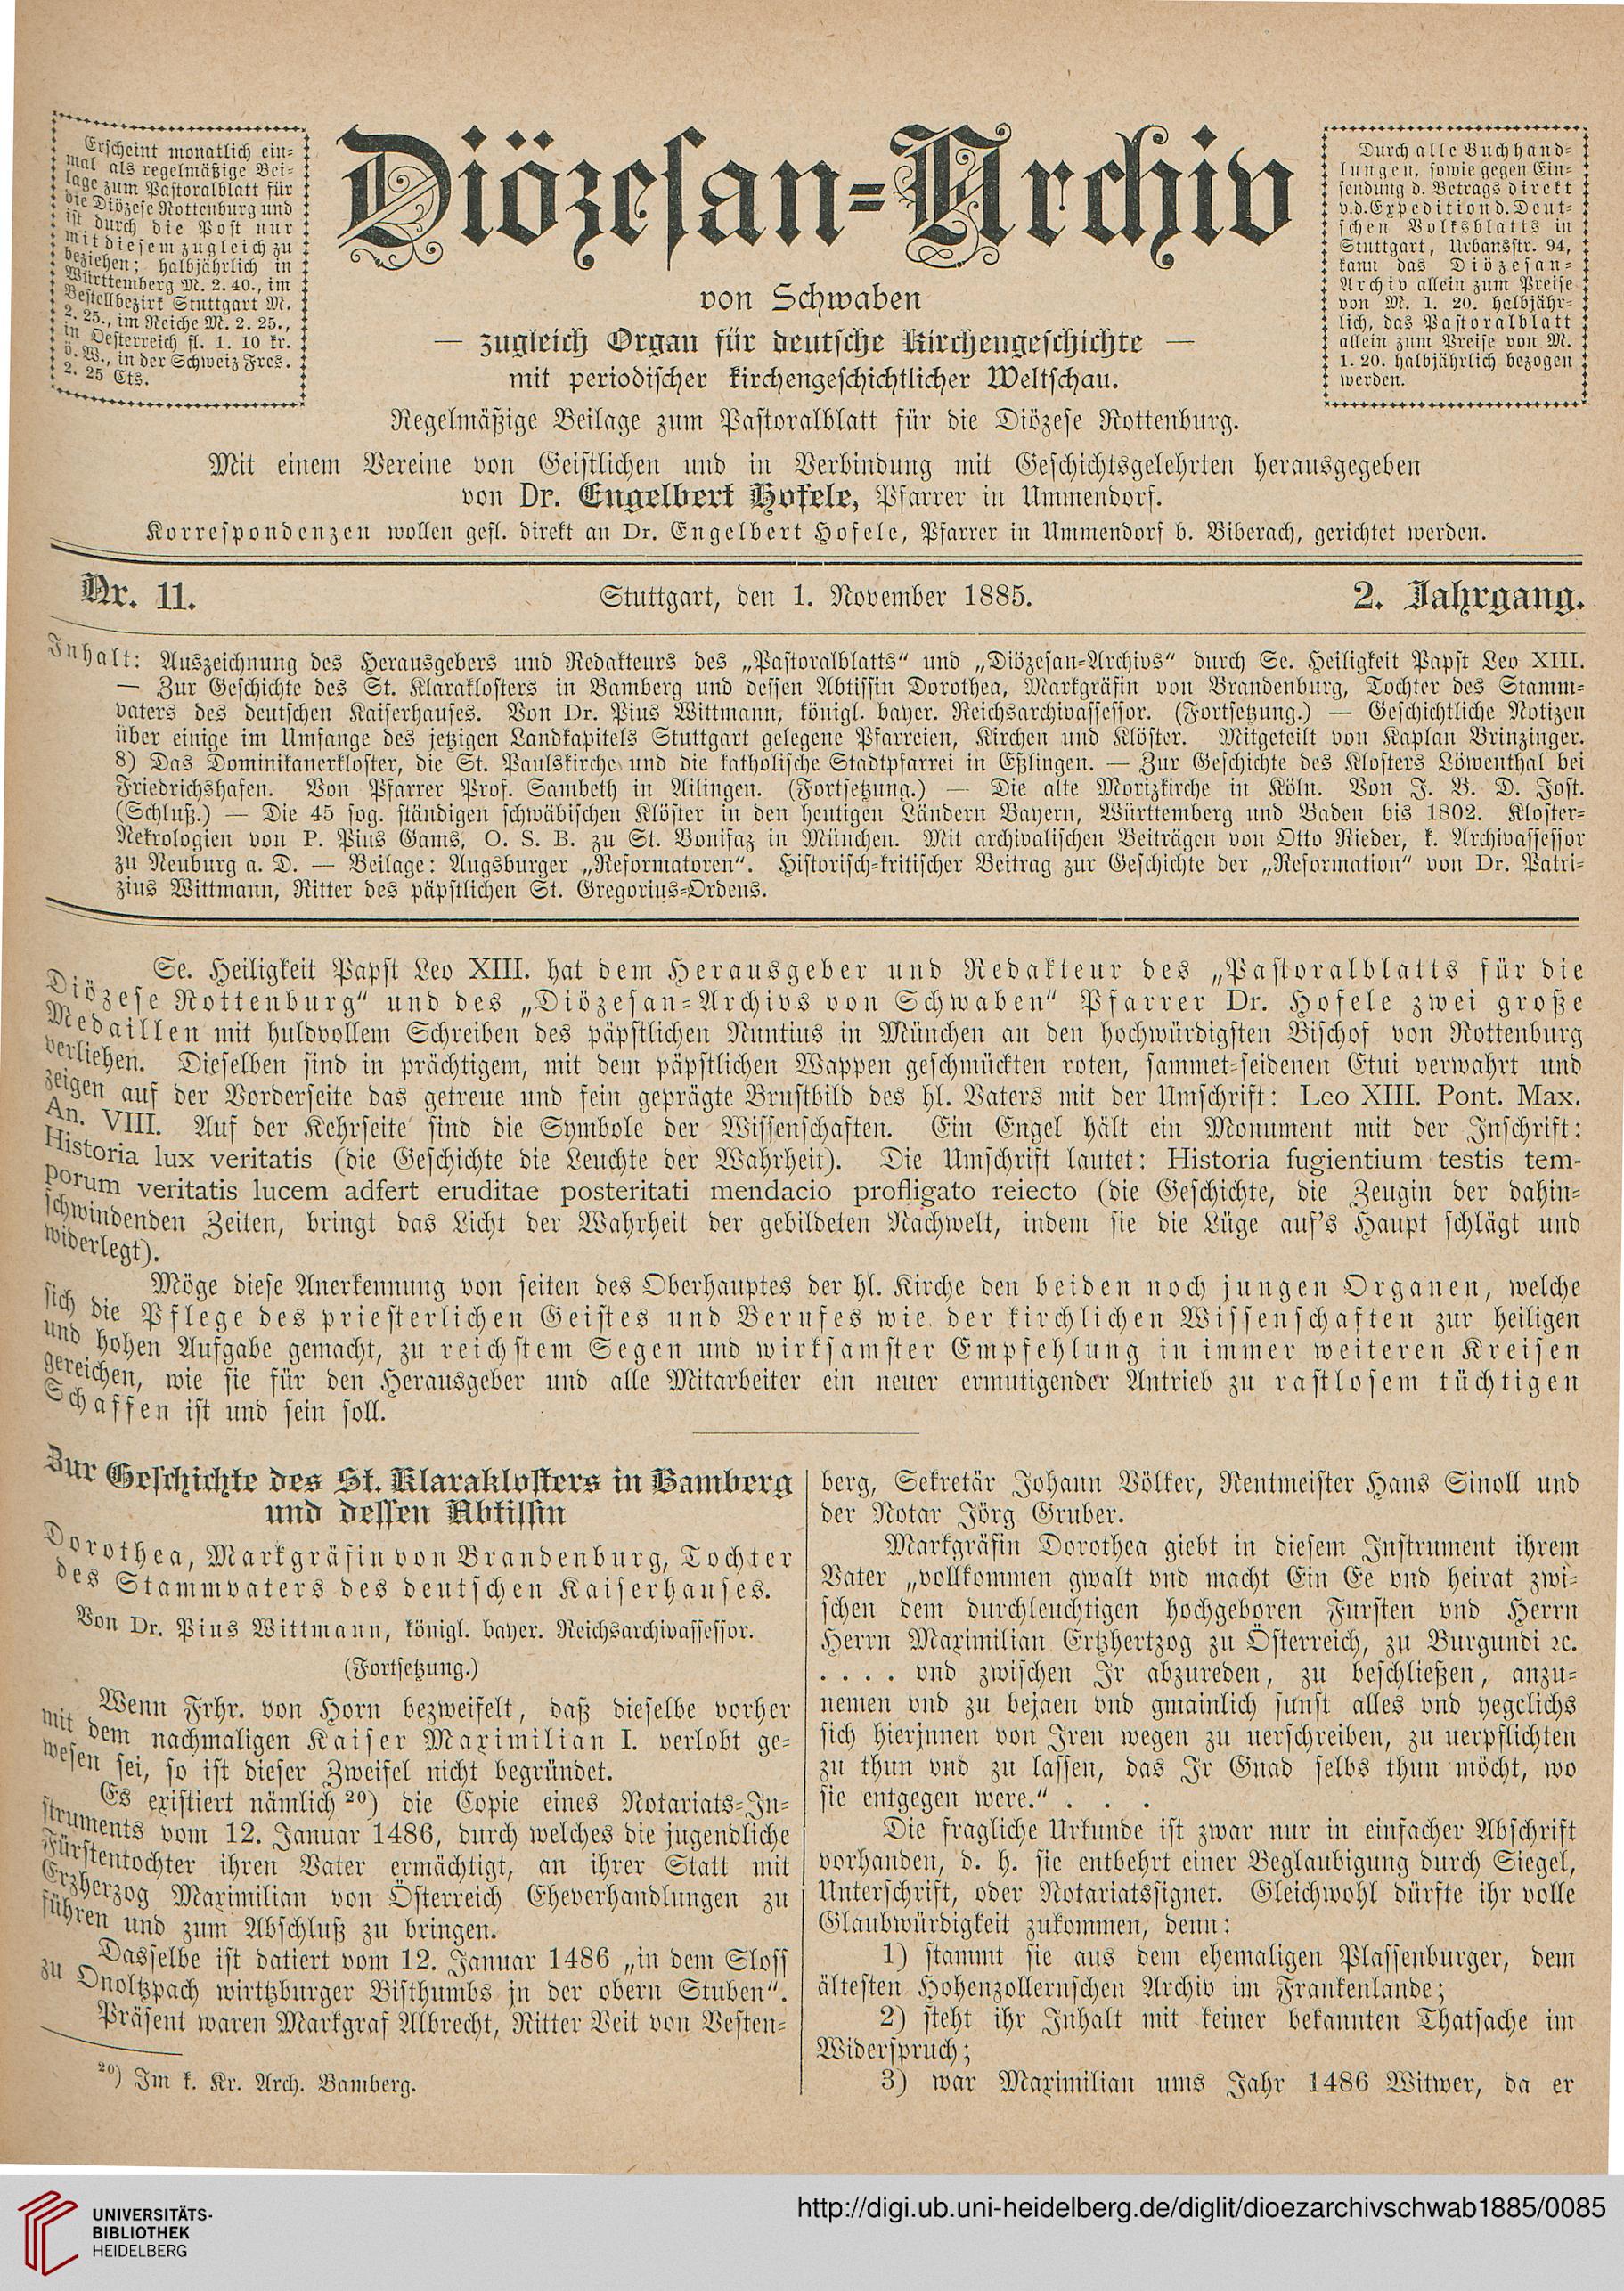 Erscheint monatlich ein-
mal als regelmäßige Bei-
lage zum Pastoralblatt für
die Diözese Rottenburg und
ist durch die Post nur
mit diesem zugleich zu
beziehen; halbjährlich in
Württemberg M. 2. 40., im
Bestellbezirk Stuttgart M.
2. 25., im Reiche M. 2. 25.,
in Oesterreich fl. 1. 10 kr.
ö. W., in der Schweiz Frcs.
2. 25 Cts.
Diözesan-Archiv
von Schwaben
— zugleich Organ für deutsche Kirchengeschichte —
mit periodischer kirchengeschichtlicher Weltschau.
Durch alle Buchhand-
lungen, sowie gegen Ein-
sendung d. Betrags direkt
v. d. Expedition d. Deut-
schen Volksblatts in
Stuttgart, Urbansstr. 94,
kann das Diözesan-
Archiv allein zum Preise
von M. 1. 20. halbjähr-
lich, das Pastoralblatt
allein zum Preise von M.
1. 20. halbjährlich bezogen
werden.
Regelmäßige Beilage zum Pastoralblatt für die Diözese Rottenburg.
Mit einem Vereine von Geistlichen und in Verbindung mit Geschichtsgelehrten herausgegeben
von Dr. Engelbert Hofele, Pfarrer in Ummendorf.
Korrespondenzen wollen gefl. direkt an Dr. Engelbert Hofele, Pfarrer in Ummendorf b. Biberach, gerichtet werden.
Nr. 11. Stuttgart, den 1. November 1885. 2. Jahrgang.
Inhalt: Auszeichnung des Herausgebers und Redakteurs des „Pastoralblatts“ und „Diözesan-Archivs“ durch Se. Heiligkeit Papst Leo XIII.
— Zur Geschichte des St. Klaraklosters in Bamberg und dessen Abtissin Dorothea, Markgräfin von Brandenburg, Tochter des Stamm-
vaters des deutschen Kaiserhauses. Von Dr. Pius Wittmann, königl. bayer. Reichsarchivassessor. (Fortsetzung.) — Geschichtliche Notizen
über einige im Umfange des jetzigen Landkapitels Stuttgart gelegene Pfarreien, Kirchen und Klöster. Mitgeteilt von Kaplan Brinzinger.
8) Das Dominikanerkloster, die St. Paulskirche und die katholische Stadtpfarrei in Eßlingen. — Zur Geschichte des Klosters Löwenthal bei
Friedrichshafen. Von Pfarrer Prof. Sambeth in Ailingen. (Fortsetzung.) — Die alte Morizkirche in Köln. Von J. B. D. Jost.
(Schluß.) — Die 45 sog. ständigen schwäbischen Klöster in den heutigen Ländern Bayern, Württemberg und Baden bis 1802. Kloster-
Nekrologien von P. Pius Gams, O. S. B. zu St. Bonifaz in München. Mit archivalischen Beiträgen von Otto Rieder, k. Archivassessor
zu Neuburg a. D. — Beilage: Augsburger „Reformatoren“. Historisch-kritischer Beitrag zur Geschichte der „Reformation“ von Dr. Patri-
zius Wittmann, Ritter des päpstlichen St. Gregorius-Ordens.
Se. Heiligkeit Papst Leo XIII. hat dem Herausgeber und Redakteur des „Pastoralblatts für die
Diözese Rottenburg“ und des „Diözesan-Archivs von Schwaben“ Pfarrer Dr. Hofele zwei große
Medaillen mit huldvollem Schreiben des päpstlichen Nuntius in München an den hochwürdigsten Bischof von Rottenburg
verliehen. Dieselben sind in prächtigem, mit dem päpstlichen Wappen geschmückten roten, sammet-seidenen Etui verwahrt und
zeigen auf der Vorderseite das getreue und fein geprägte Brustbild des hl. Vaters mit der Umschrift: Leo XIII. Pont. Max.
An. VIII. Auf der Kehrseite sind die Symbole der Wissenschaften. Ein Engel hält ein Monument mit der Inschrift:
Historia lux veritatis (die Geschichte die Leuchte der Wahrheit). Die Umschrift lautet: Historia fugientium testis tem-
porum veritatis lucem adfert eruditae posteritati mendacio profligato reiecto (die Geschichte, die Zeugin der dahin-
schwindenden Zeiten, bringt das Licht der Wahrheit der gebildeten Nachwelt, indem sie die Lüge auf's Haupt schlägt und
widerlegt).
Möge diese Anerkennung von seiten des Oberhauptes der hl. Kirche den beiden noch jungen Organen, welche
sich die Pflege des priesterlichen Geistes und Berufes wie der kirchlichen Wissenschaften zur heiligen
und hohen Aufgabe gemacht, zu reichstem Segen und wirksamster Empfehlung in immer weiteren Kreisen
gereichen, wie sie für den Herausgeber und alle Mitarbeiter ein neuer ermutigender Antrieb zu rastlosem tüchtigen
Schaffen ist und sein soll.
Zur Geschichte des St. Klaraklosters in Bamberg
und dessen Abtissin
Dorothea, Markgräfin von Brandenburg, Tochter
des Stammvaters des deutschen Kaiserhauses.
Von Dr. Pius Wittmann, königl. bayer. Reichsarchivassessor.
(Fortsetzung.)
Wenn Frhr. von Horn bezweifelt, daß dieselbe vorher
mit dem nachmaligen Kaiser Maximilian I. verlobt ge-
wesen sei, so ist dieser Zweifel nicht begründet.
Es existiert nämlich ²⁰) die Copie eines Notariats-In-
struments vom 12. Januar 1486, durch welches die jugendliche
Fürstentochter ihren Vater ermächtigt, an ihrer Statt mit
Erzherzog Maximilian von Österreich Eheverhandlungen zu
führen und zum Abschluß zu bringen.
Dasselbe ist datiert vom 12. Januar 1486 „in dem Sloss
zu Onoltzpach wirtzburger Bisthumbs jn der obern Stuben“.
Präsent waren Markgraf Albrecht, Ritter Veit von Vesten-
²⁰) Im k. Kr. Arch. Bamberg.
berg, Sekretär Johann Völker, Rentmeister Hans Sinoll und
der Notar Jörg Gruber.
Markgräfin Dorothea giebt in diesem Instrument ihrem
Vater „vollkommen gwalt vnd macht Ein Ee vnd heirat zwi-
schen dem durchleuchtigen hochgeboren Fursten vnd Herrn
Herrn Maximilian Ertzhertzog zu Österreich, zu Burgundi ꝛc.
. . . . vnd zwischen Jr abzureden, zu beschließen, anzu-
nemen vnd zu bejaen vnd gmainlich sunst alles vnd yegclichs
sich hierjnnen von Jren wegen zu uerschreiben, zu uerpflichten
zu thun vnd zu lassen, das Jr Gnad selbs thun möcht, wo
sie entgegen were.“ . . .
Die fragliche Urkunde ist zwar nur in einfacher Abschrift
vorhanden, d. h. sie entbehrt einer Beglaubigung durch Siegel,
Unterschrift, oder Notariatssignet. Gleichwohl dürfte ihr volle
Glaubwürdigkeit zukommen, denn:
1) stammt sie aus dem ehemaligen Plassenburger, dem
ältesten Hohenzollernschen Archiv im Frankenlande;
2) steht ihr Inhalt mit keiner bekannten Thatsache im
Widerspruch;
3) war Maximilian ums Jahr 1486 Witwer, da er
UNIVERSITÄTS-
BIBLIOTHEK
HEIDELBERG
http://digi.ub.uni-heidelberg.de/diglit/dioezarchivschwab1885/0085